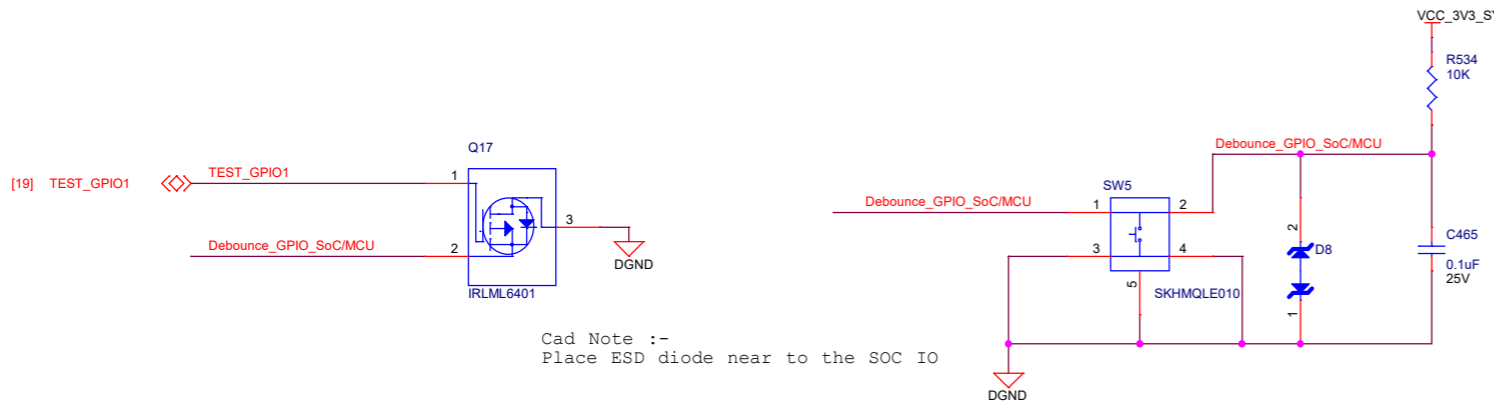 VCC_3V3_SY
R534
10K
Q17
Debounce_GPIO_SoC/MCU
[19] TEST_GPIO1
TEST_GPIO1
1
SW5
Debounce_GPIO_SoC/MCU
1
2
3
2
C465
Debounce_GPIO_SoC/MCU
2
3
4
D8
DGND
0.1uF
25V
5
IRLML6401
SKHMQLE010
1
Cad Note :-
Place ESD diode near to the SOC IO
DGND